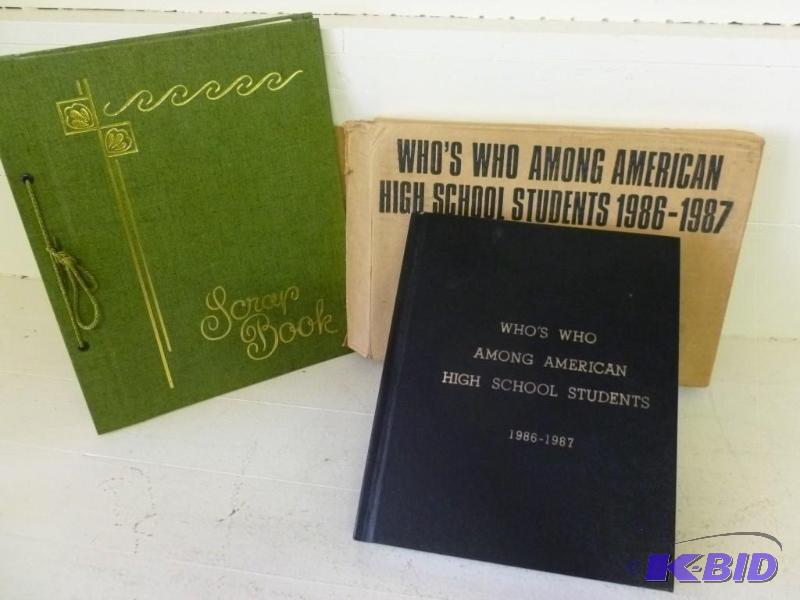 Scrap
Book
WHO'S WHO AMONG AMERICAN
HIGH SCHOOL STUDENTS 1986-1987
WHO'S WHO
AMONG AMERICAN
HIGH SCHOOL STUDENTS
1986-1987
K-BID